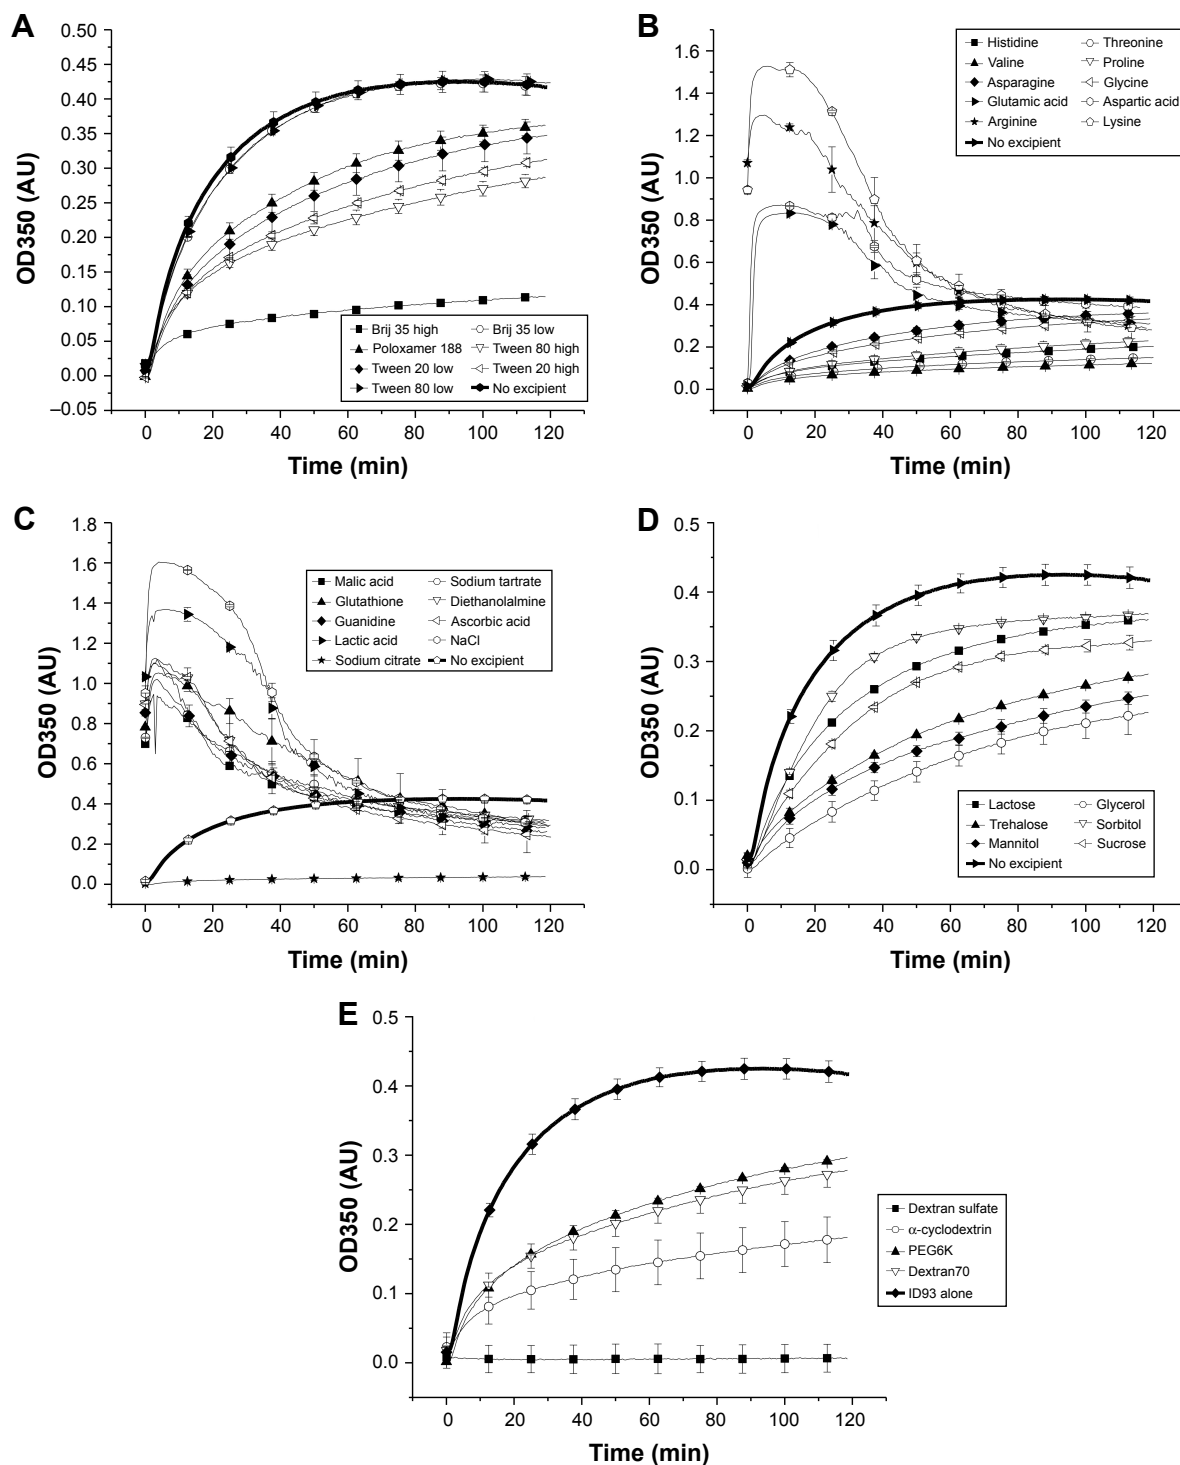 A
OD350 (AU)
0.50
0.45
0.40
0.35
0.30
0.25
0.20
0.15
0.10
0.05
0.00
–0.05
0 20 40 60 80 100 120
Time (min)
Brij 35 high Brij 35 low
Poloxamer 188 Tween 80 high
Tween 20 low Tween 20 high
Tween 80 low No excipient
B
OD350 (AU)
1.6
1.4
1.2
1.0
0.8
0.6
0.4
0.2
0.0
0 20 40 60 80 100 120
Time (min)
Histidine Threonine
Valine Proline
Asparagine Glycine
Glutamic acid Aspartic acid
Arginine Lysine
No excipient
C
OD350 (AU)
1.8
1.6
1.4
1.2
1.0
0.8
0.6
0.4
0.2
0.0
0 20 40 60 80 100 120
Time (min)
Malic acid Sodium tartrate
Glutathione Diethanolalmine
Guanidine Ascorbic acid
Lactic acid NaCl
Sodium citrate No excipient
D
OD350 (AU)
0.5
0.4
0.3
0.2
0.1
0.0
0 20 40 60 80 100 120
Time (min)
Lactose Glycerol
Trehalose Sorbitol
Mannitol Sucrose
No excipient
E
OD350 (AU)
0.5
0.4
0.3
0.2
0.1
0.0
0 20 40 60 80 100 120
Time (min)
Dextran sulfate
α-cyclodextrin
PEG6K
Dextran70
ID93 alone